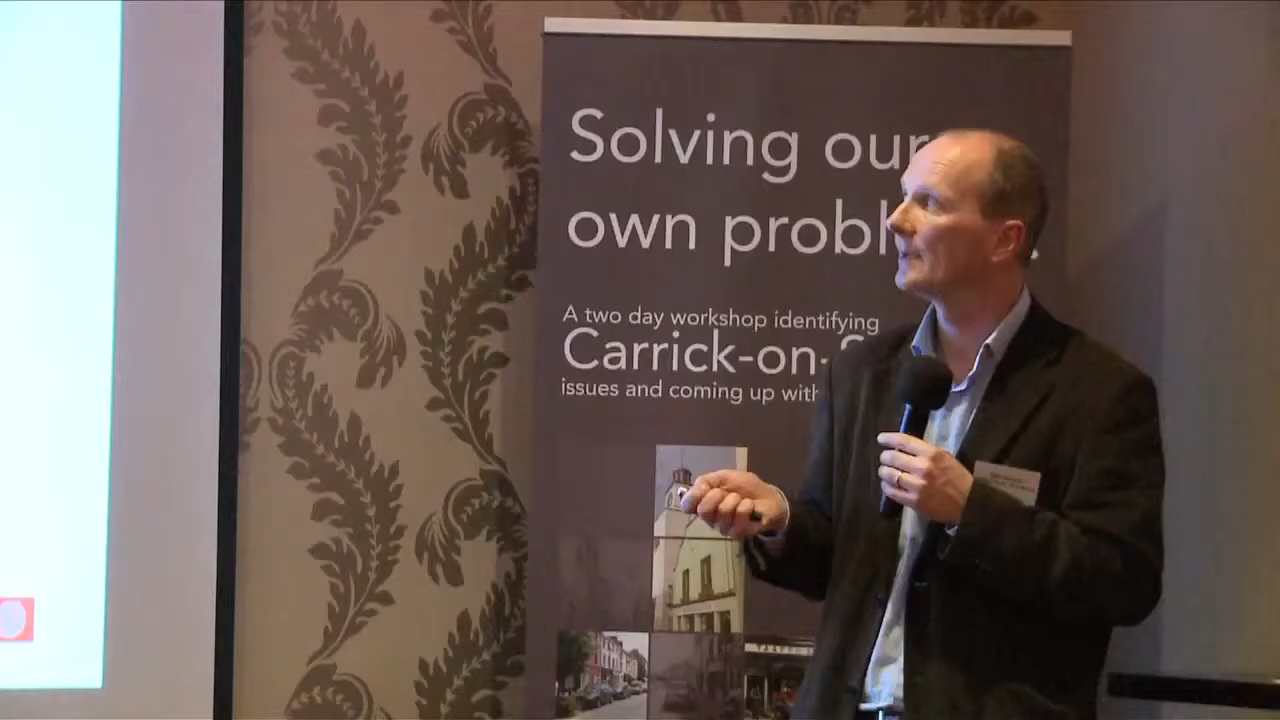 Solving our
own probl
A two day workshop identifying
Carrick-on-S
issues and coming up with